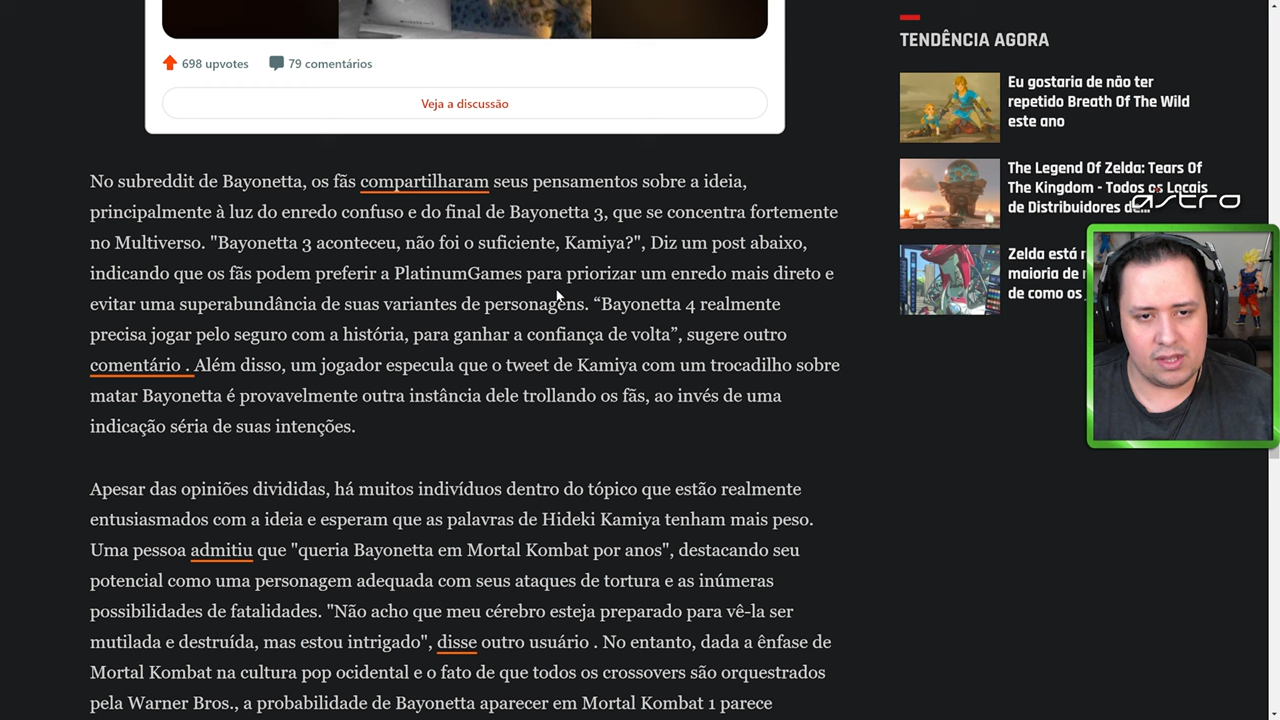 698 upvotes
79 comentários
Veja a discussão
No subreddit de Bayonetta, os fãs compartilharam seus pensamentos sobre a ideia,
principalmente à luz do enredo confuso e do final de Bayonetta 3, que se concentra fortemente
no Multiverso. "Bayonetta 3 aconteceu, não foi o suficiente, Kamiya?", Diz um post abaixo,
indicando que os fãs podem preferir a PlatinumGames para priorizar um enredo mais direto e
evitar uma superabundância de suas variantes de personagens. “Bayonetta 4 realmente
precisa jogar pelo seguro com a história, para ganhar a confiança de volta”, sugere outro
comentário . Além disso, um jogador especula que o tweet de Kamiya com um trocadilho sobre
matar Bayonetta é provavelmente outra instância dele trollando os fãs, ao invés de uma
indicação séria de suas intenções.
Apesar das opiniões divididas, há muitos indivíduos dentro do tópico que estão realmente
entusiasmados com a ideia e esperam que as palavras de Hideki Kamiya tenham mais peso.
Uma pessoa admitiu que "queria Bayonetta em Mortal Kombat por anos", destacando seu
potencial como uma personagem adequada com seus ataques de tortura e as inúmeras
possibilidades de fatalidades. "Não acho que meu cérebro esteja preparado para vê-la ser
mutilada e destruída, mas estou intrigado", disse outro usuário . No entanto, dada a ênfase de
Mortal Kombat na cultura pop ocidental e o fato de que todos os crossovers são orquestrados
pela Warner Bros., a probabilidade de Bayonetta aparecer em Mortal Kombat 1 parece
TENDÊNCIA AGORA
Eu gostaria de não ter
repetido Breath Of The Wild
este ano
The Legend Of Zelda: Tears Of
The Kingdom - Todos os Locais
de Distribuidores de...
astro
Zelda está
maioria de
de como os